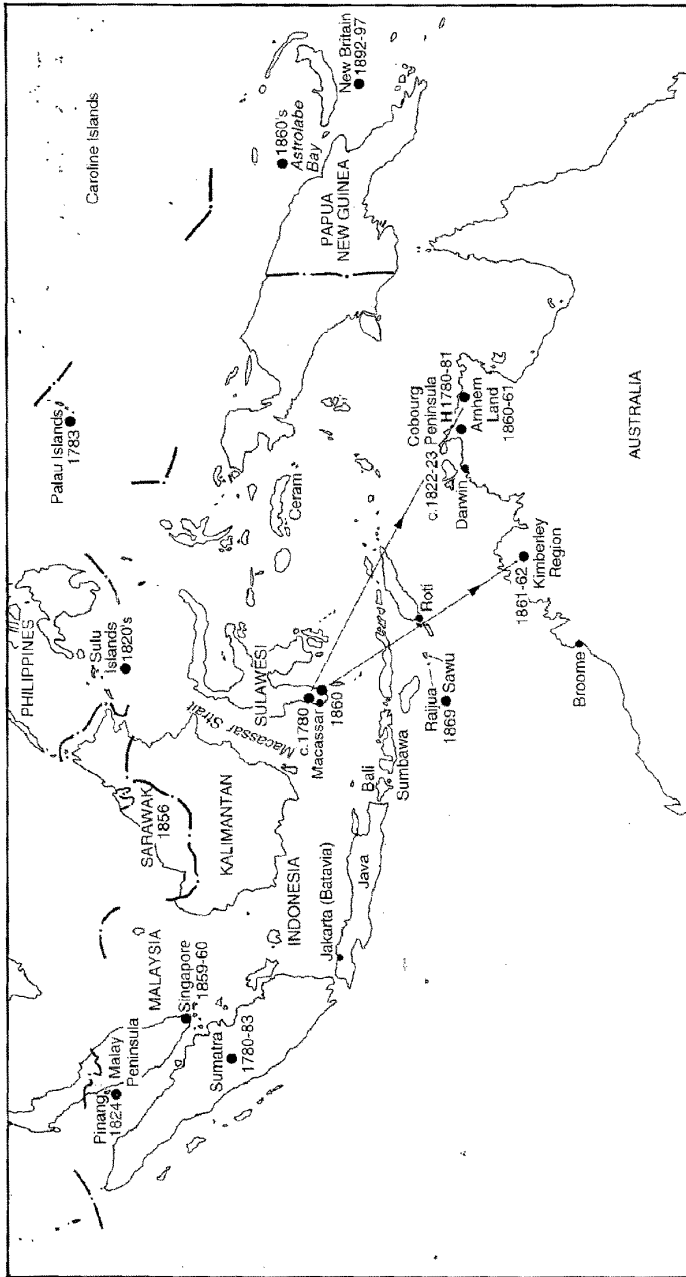 Caroline Islands
Palau Islands
1783
PHILIPPINES
Sulu
Islands
1820's
Pinang
1824
Malay
Peninsula
MALAYSIA
Singapore
1859-60
Sumatra
1780-83
SARAWAK
1856
KALIMANTAN
INDONESIA
Macassar Strait
SULAWESI
c.1780
Macassar
1860
Ceram
1860's
Astrolabe
Bay
New Britain
1892-97
PAPUA
NEW GUINEA
Jakarta (Batavia)
Java
Bali
Sumbawa
Raijua
Sawu
1869
Roti
Cobourg
Peninsula
c.1822-23
H 1780-81
Arnhem
Land
1860-61
Darwin
1861-62
Kimberley
Region
Broome
AUSTRALIA